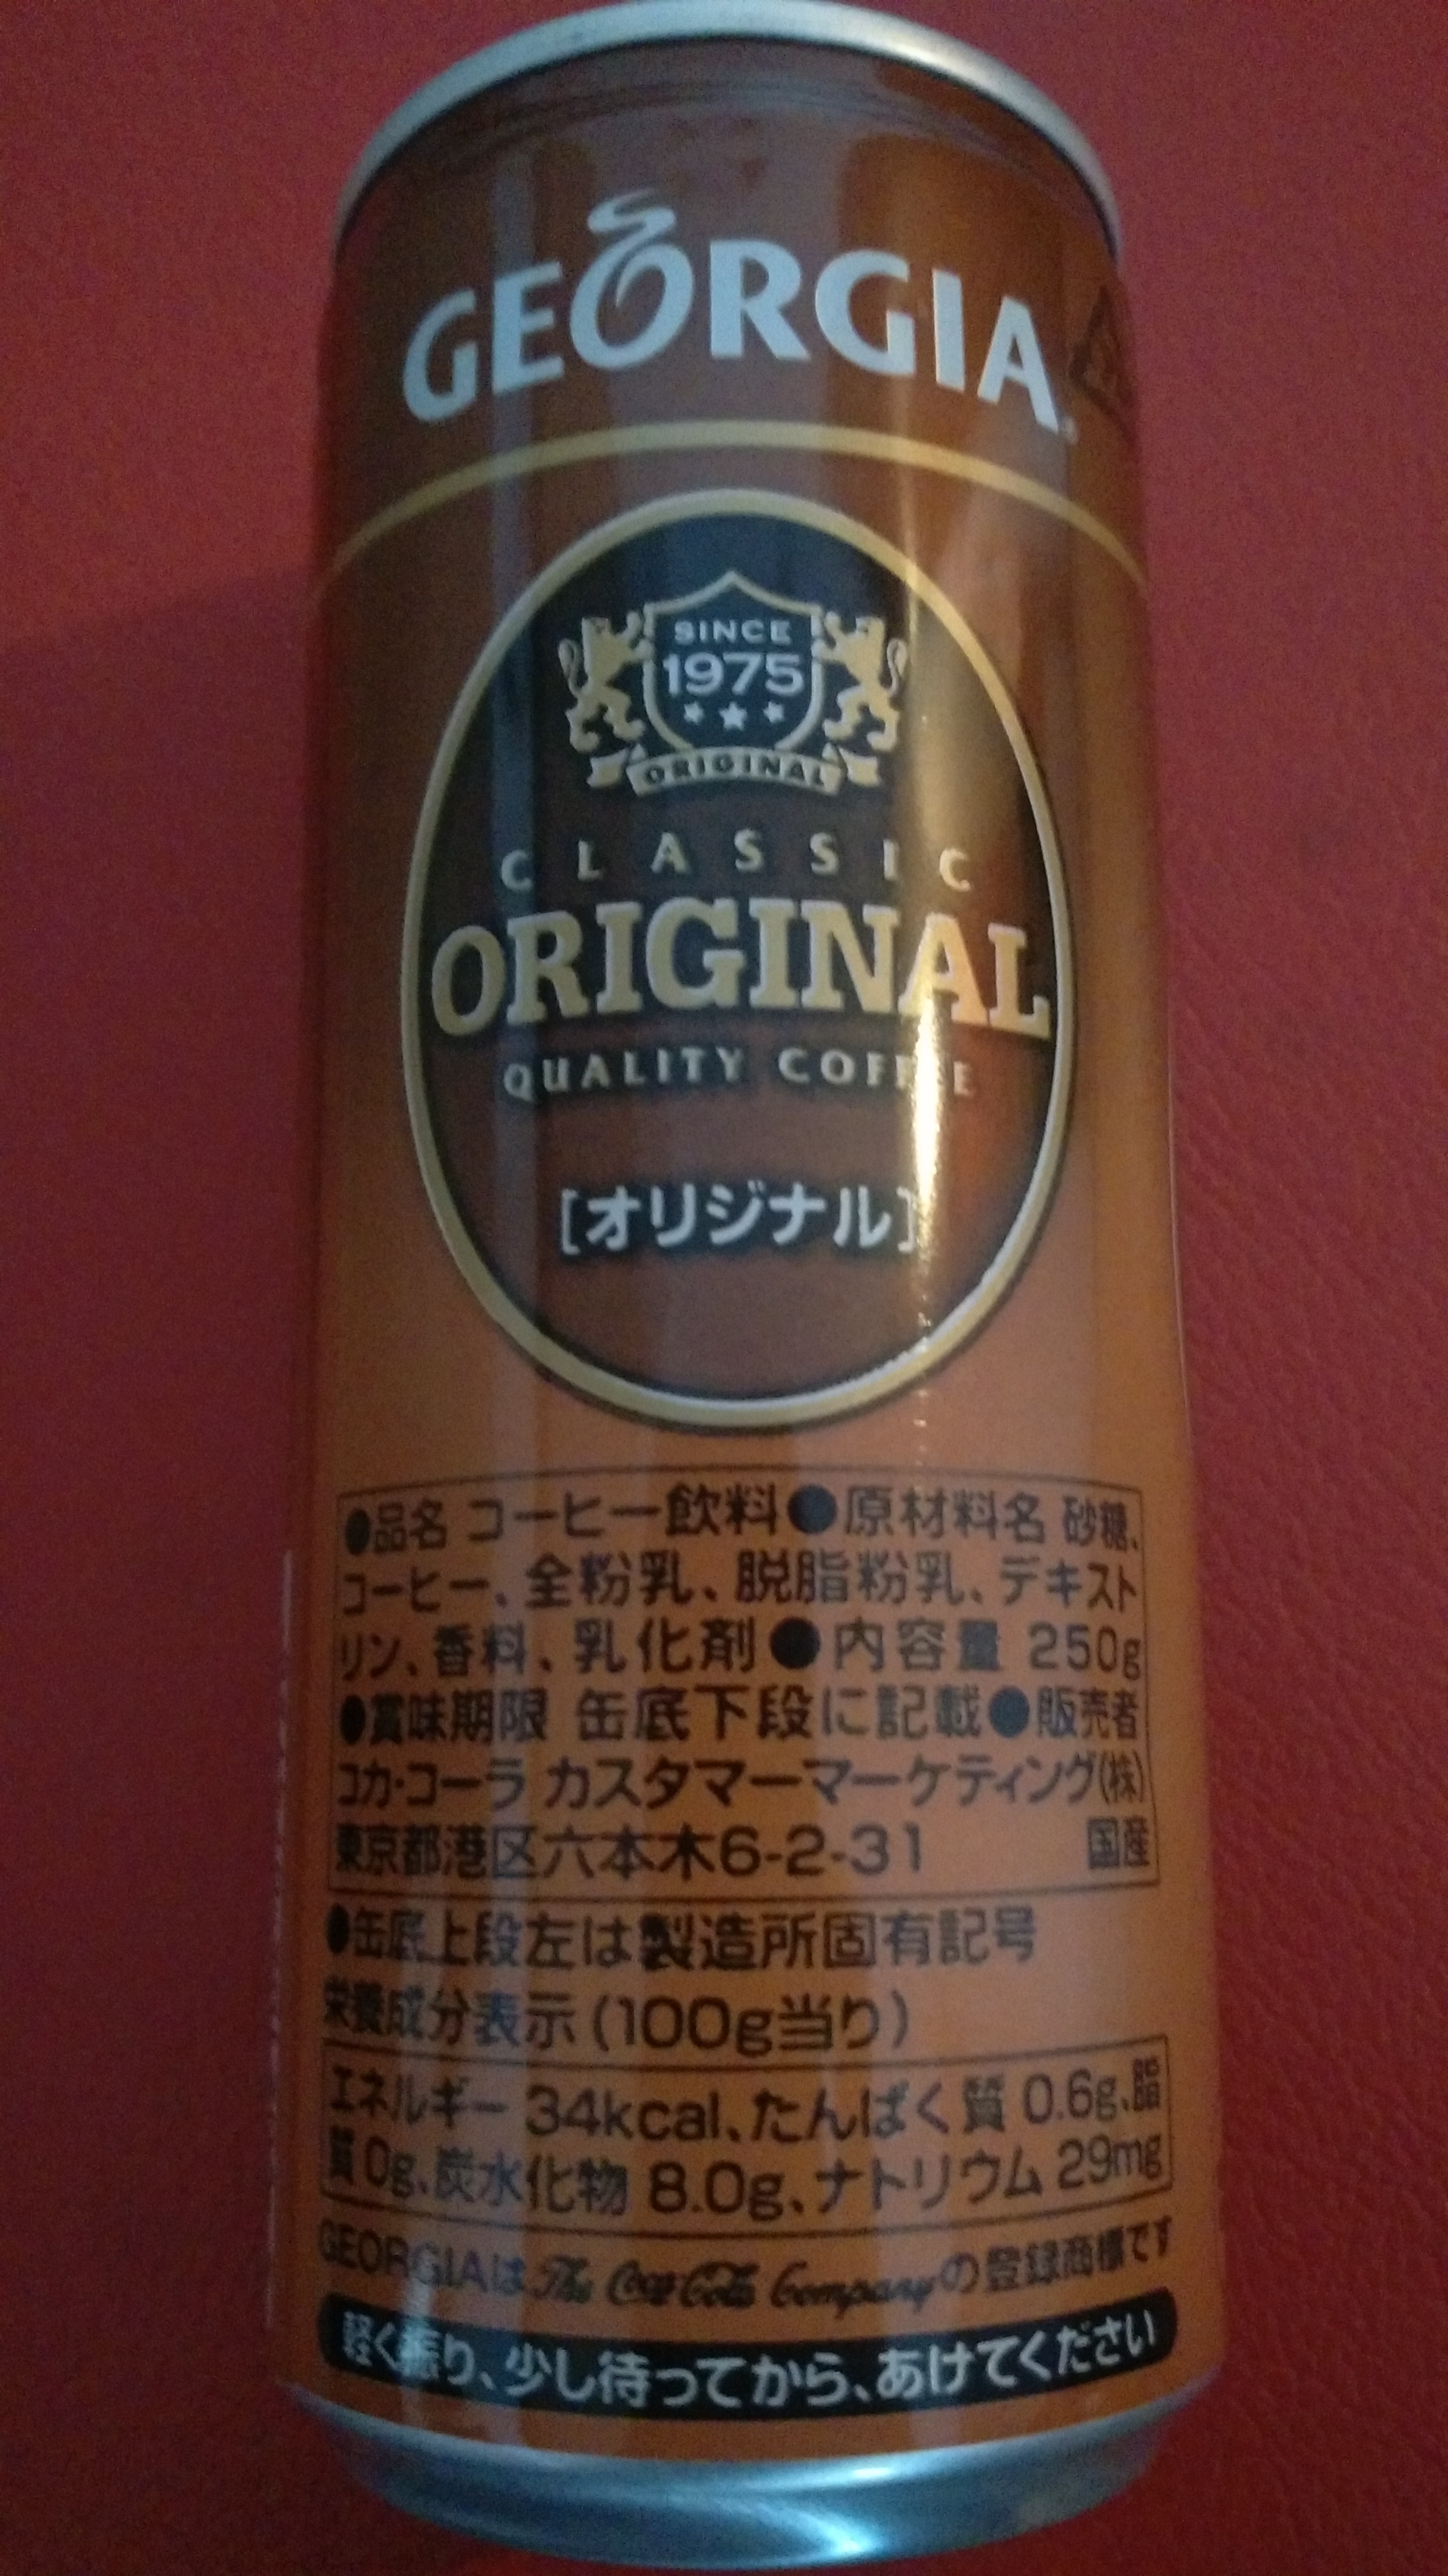 GEORGIA
SINCE
1975
ORIGINAL
CLASSIC
ORIGINAL
QUALITY COFFEE
[オリジナル]
●品名 コーヒー飲料●原材料名 砂糖、
コーヒー、全粉乳、脱脂粉乳、デキスト
リン、香料、乳化剤●内容量 250g
●賞味期限 缶底下段に記載●販売者
コカ・コーラ カスタマーマーケティング(株)
東京都港区六本木6-2-31 国産
●缶底上段左は製造所固有記号
栄養成分表示(100g当り)
エネルギー 34kcal、たんぱく質 0.6g、脂
質0g、炭水化物 8.0g、ナトリウム 29mg
GEORGIAは The Coca-Cola Company の登録商標です
軽く振り、少し待ってから、あけてください